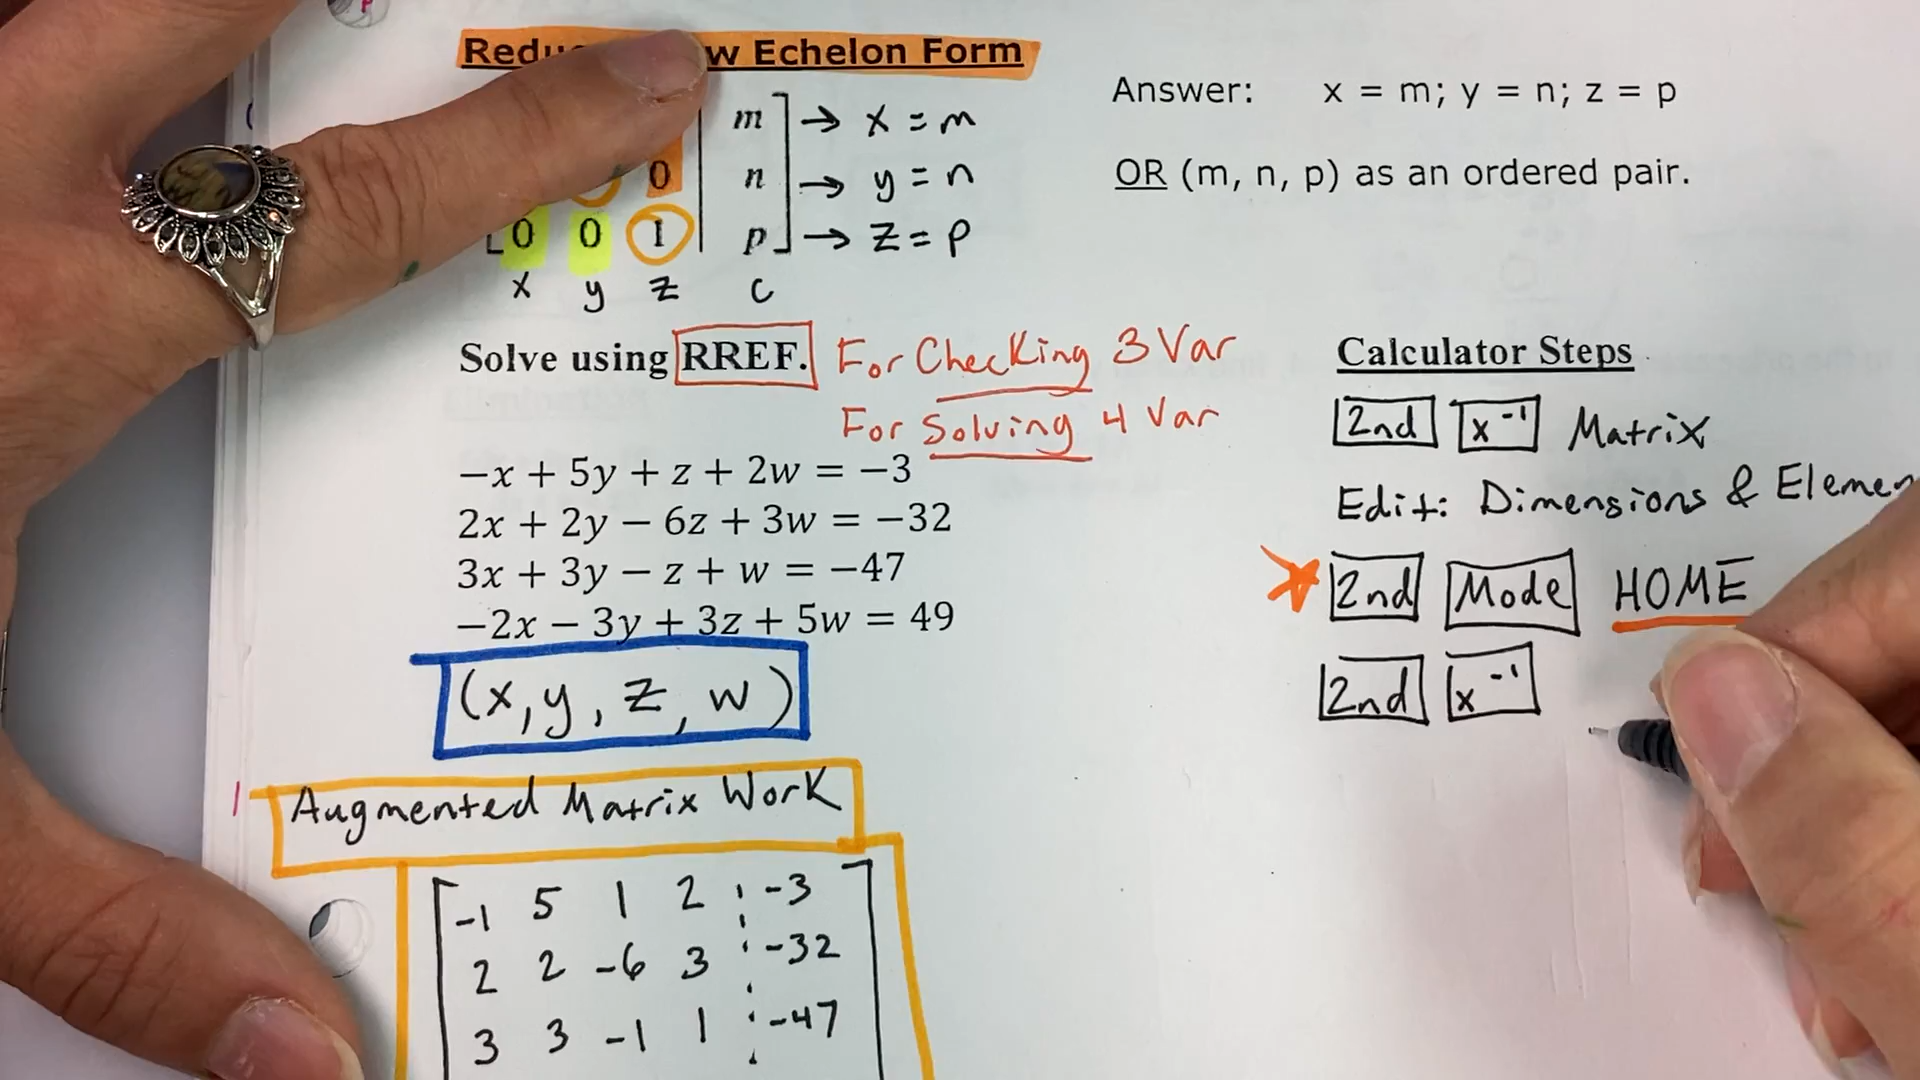 w Echelon Form
m → x = m
0 n → y = n
0 0 1 p → z = p
x y z c
Answer: x = m; y = n; z = p
OR (m, n, p) as an ordered pair.
Solve using RREF. For Checking 3 Var
For Solving 4 Var
−x + 5y + z + 2w = −3
2x + 2y − 6z + 3w = −32
3x + 3y − z + w = −47
−2x − 3y + 3z + 5w = 49
(x, y, z, w)
Augmented Matrix Work
-1 5 1 2 -3
2 2 -6 3 -32
3 3 -1 1 -47
Calculator Steps
2nd x⁻¹ Matrix
Edit: Dimensions &
2nd Mode HOME
2nd x⁻¹